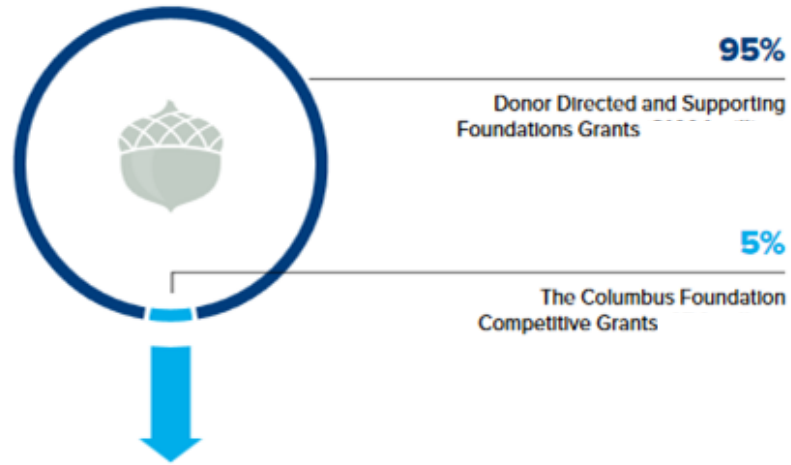 95%
Donor Directed and Supporting
Foundations Grants
5%
The Columbus Foundation
Competitive Grants